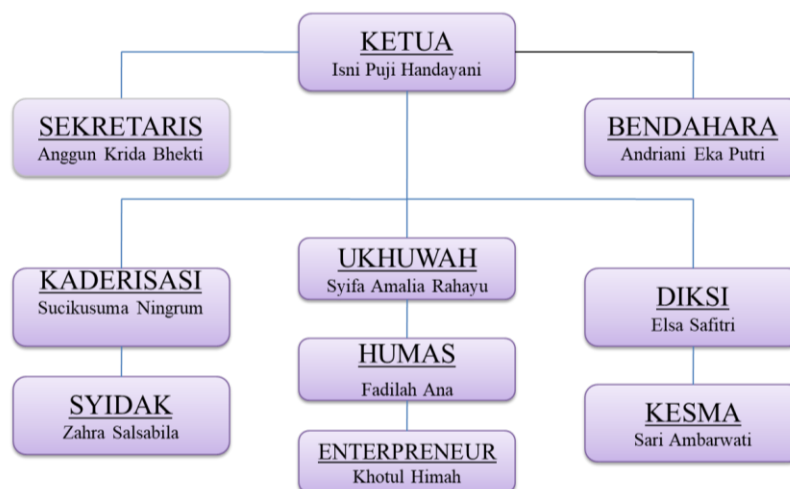 KETUA
Isni Puji Handayani
SEKRETARIS
Anggun Krida Bhekti
BENDAHARA
Andriani Eka Putri
KADERISASI
Sucikusuma Ningrum
UKHUWAH
Syifa Amalia Rahayu
DIKSI
Elsa Safitri
HUMAS
Fadilah Ana
SYIDAK
Zahra Salsabila
KESMA
Sari Ambarwati
ENTERPRENEUR
Khotul Himah